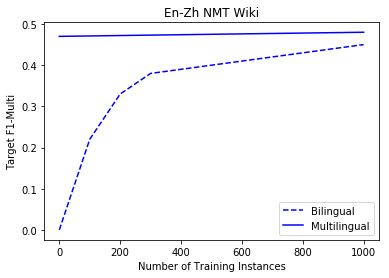 En-Zh NMT Wiki
Target F1-Multi
0.5
0.4
0.3
0.2
0.1
0.0
0 200 400 600 800 1000
Number of Training Instances
Bilingual
Multilingual